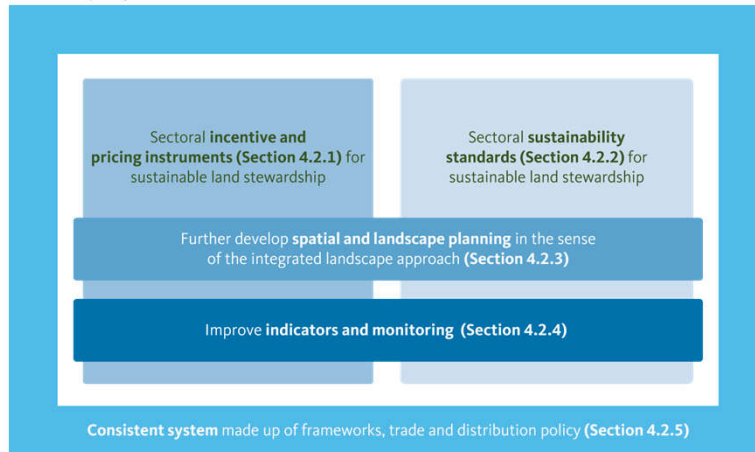 Sectoral incentive and
pricing instruments (Section 4.2.1) for
sustainable land stewardship
Sectoral sustainability
standards (Section 4.2.2) for
sustainable land stewardship
Further develop spatial and landscape planning in the sense
of the integrated landscape approach (Section 4.2.3)
Improve indicators and monitoring (Section 4.2.4)
Consistent system made up of frameworks, trade and distribution policy (Section 4.2.5)